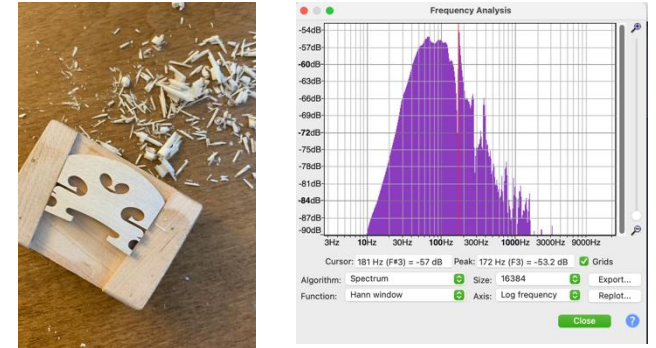 Frequency Analysis
-54dB
-57dB
-60dB
-63dB
-66dB
-69dB
-72dB
-75dB
-78dB
-81dB
-84dB
-87dB
-90dB
3Hz 10Hz 30Hz 100Hz 300Hz 1000Hz 3000Hz 9000Hz
Cursor: 181 Hz (F#3) = -57 dB Peak: 172 Hz (F3) = -53.2 dB Grids
Algorithm: Spectrum Size: 16384 Export...
Function: Hann window Axis: Log frequency Replot...
Close ?